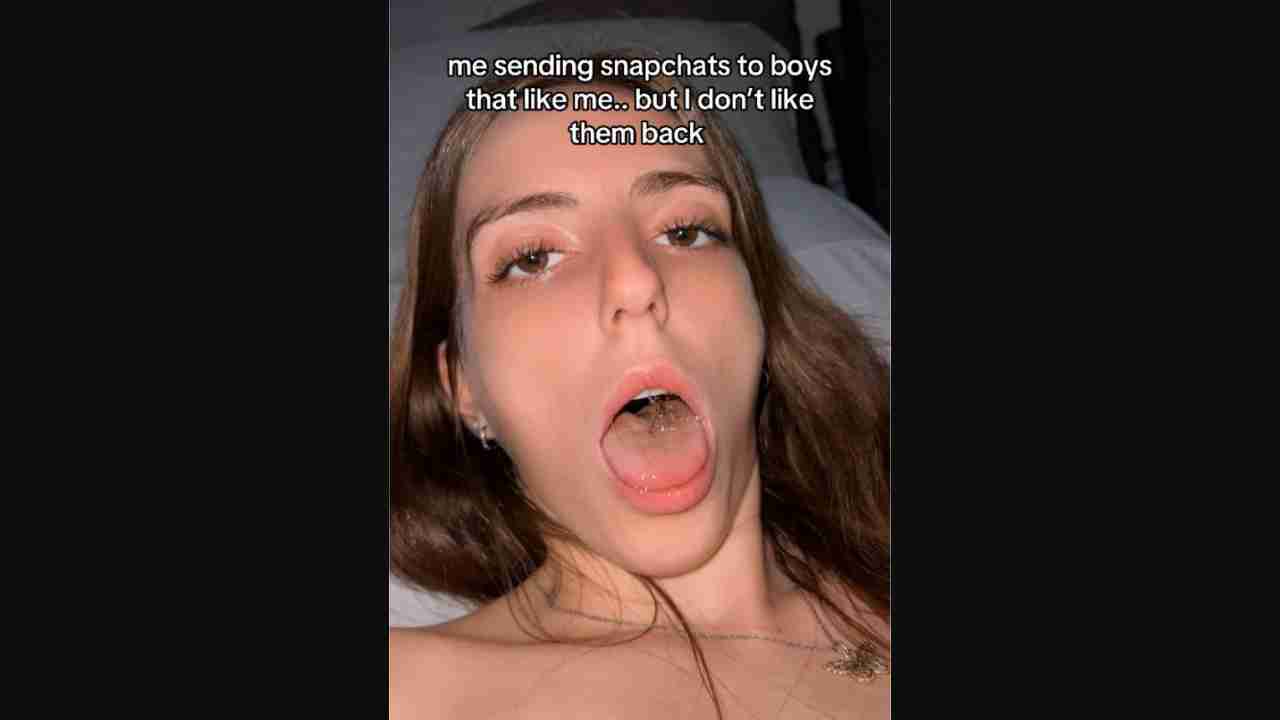 me sending snapchats to boys
that like me.. but I don’t like
them back